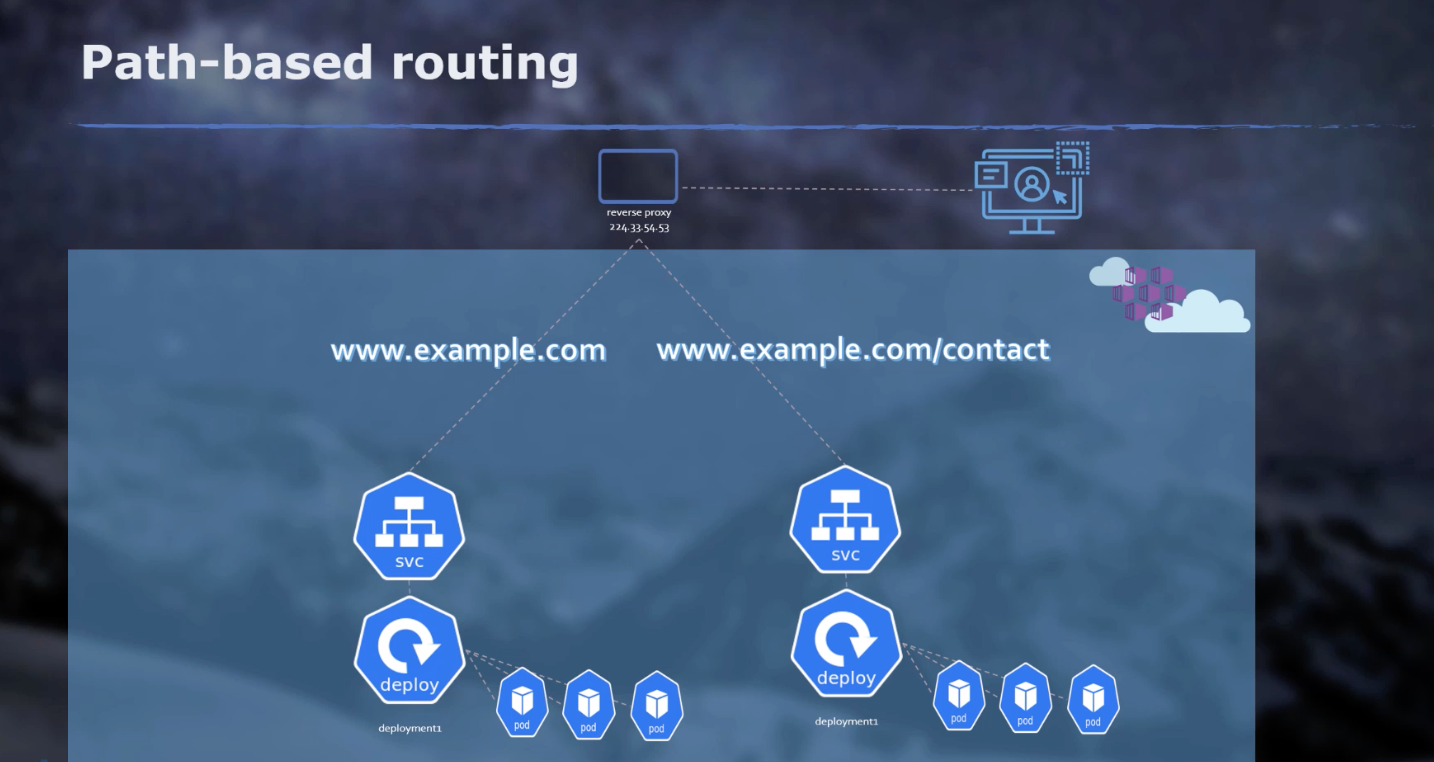 Path-based routing
reverse proxy
224.33.54.53
www.example.com
www.example.com/contact
svc
svc
deploy
deploy
pod
pod
pod
pod
pod
pod
deployment1
deployment1